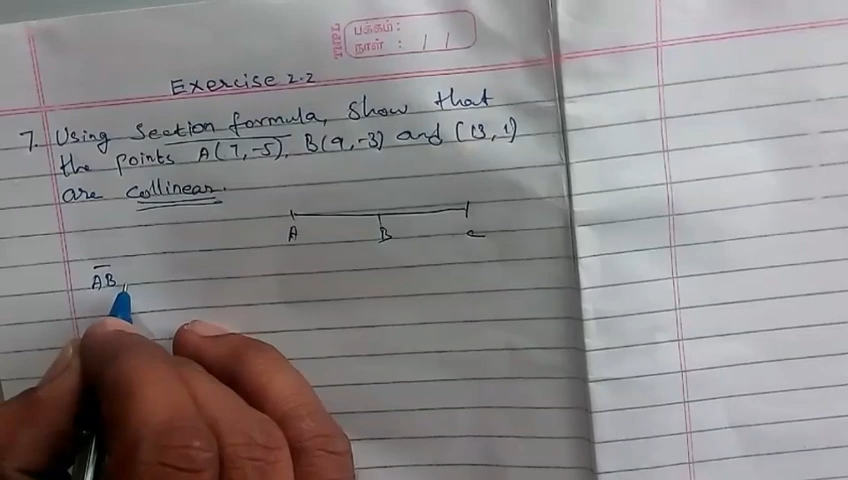 THPL
பக்கம்:
நாள் : / /
Exercise 2.2
7. Using Section formula, show that
the points A(7,-5), B(9,-3) and (13,1)
are collinear.
A B C
AB